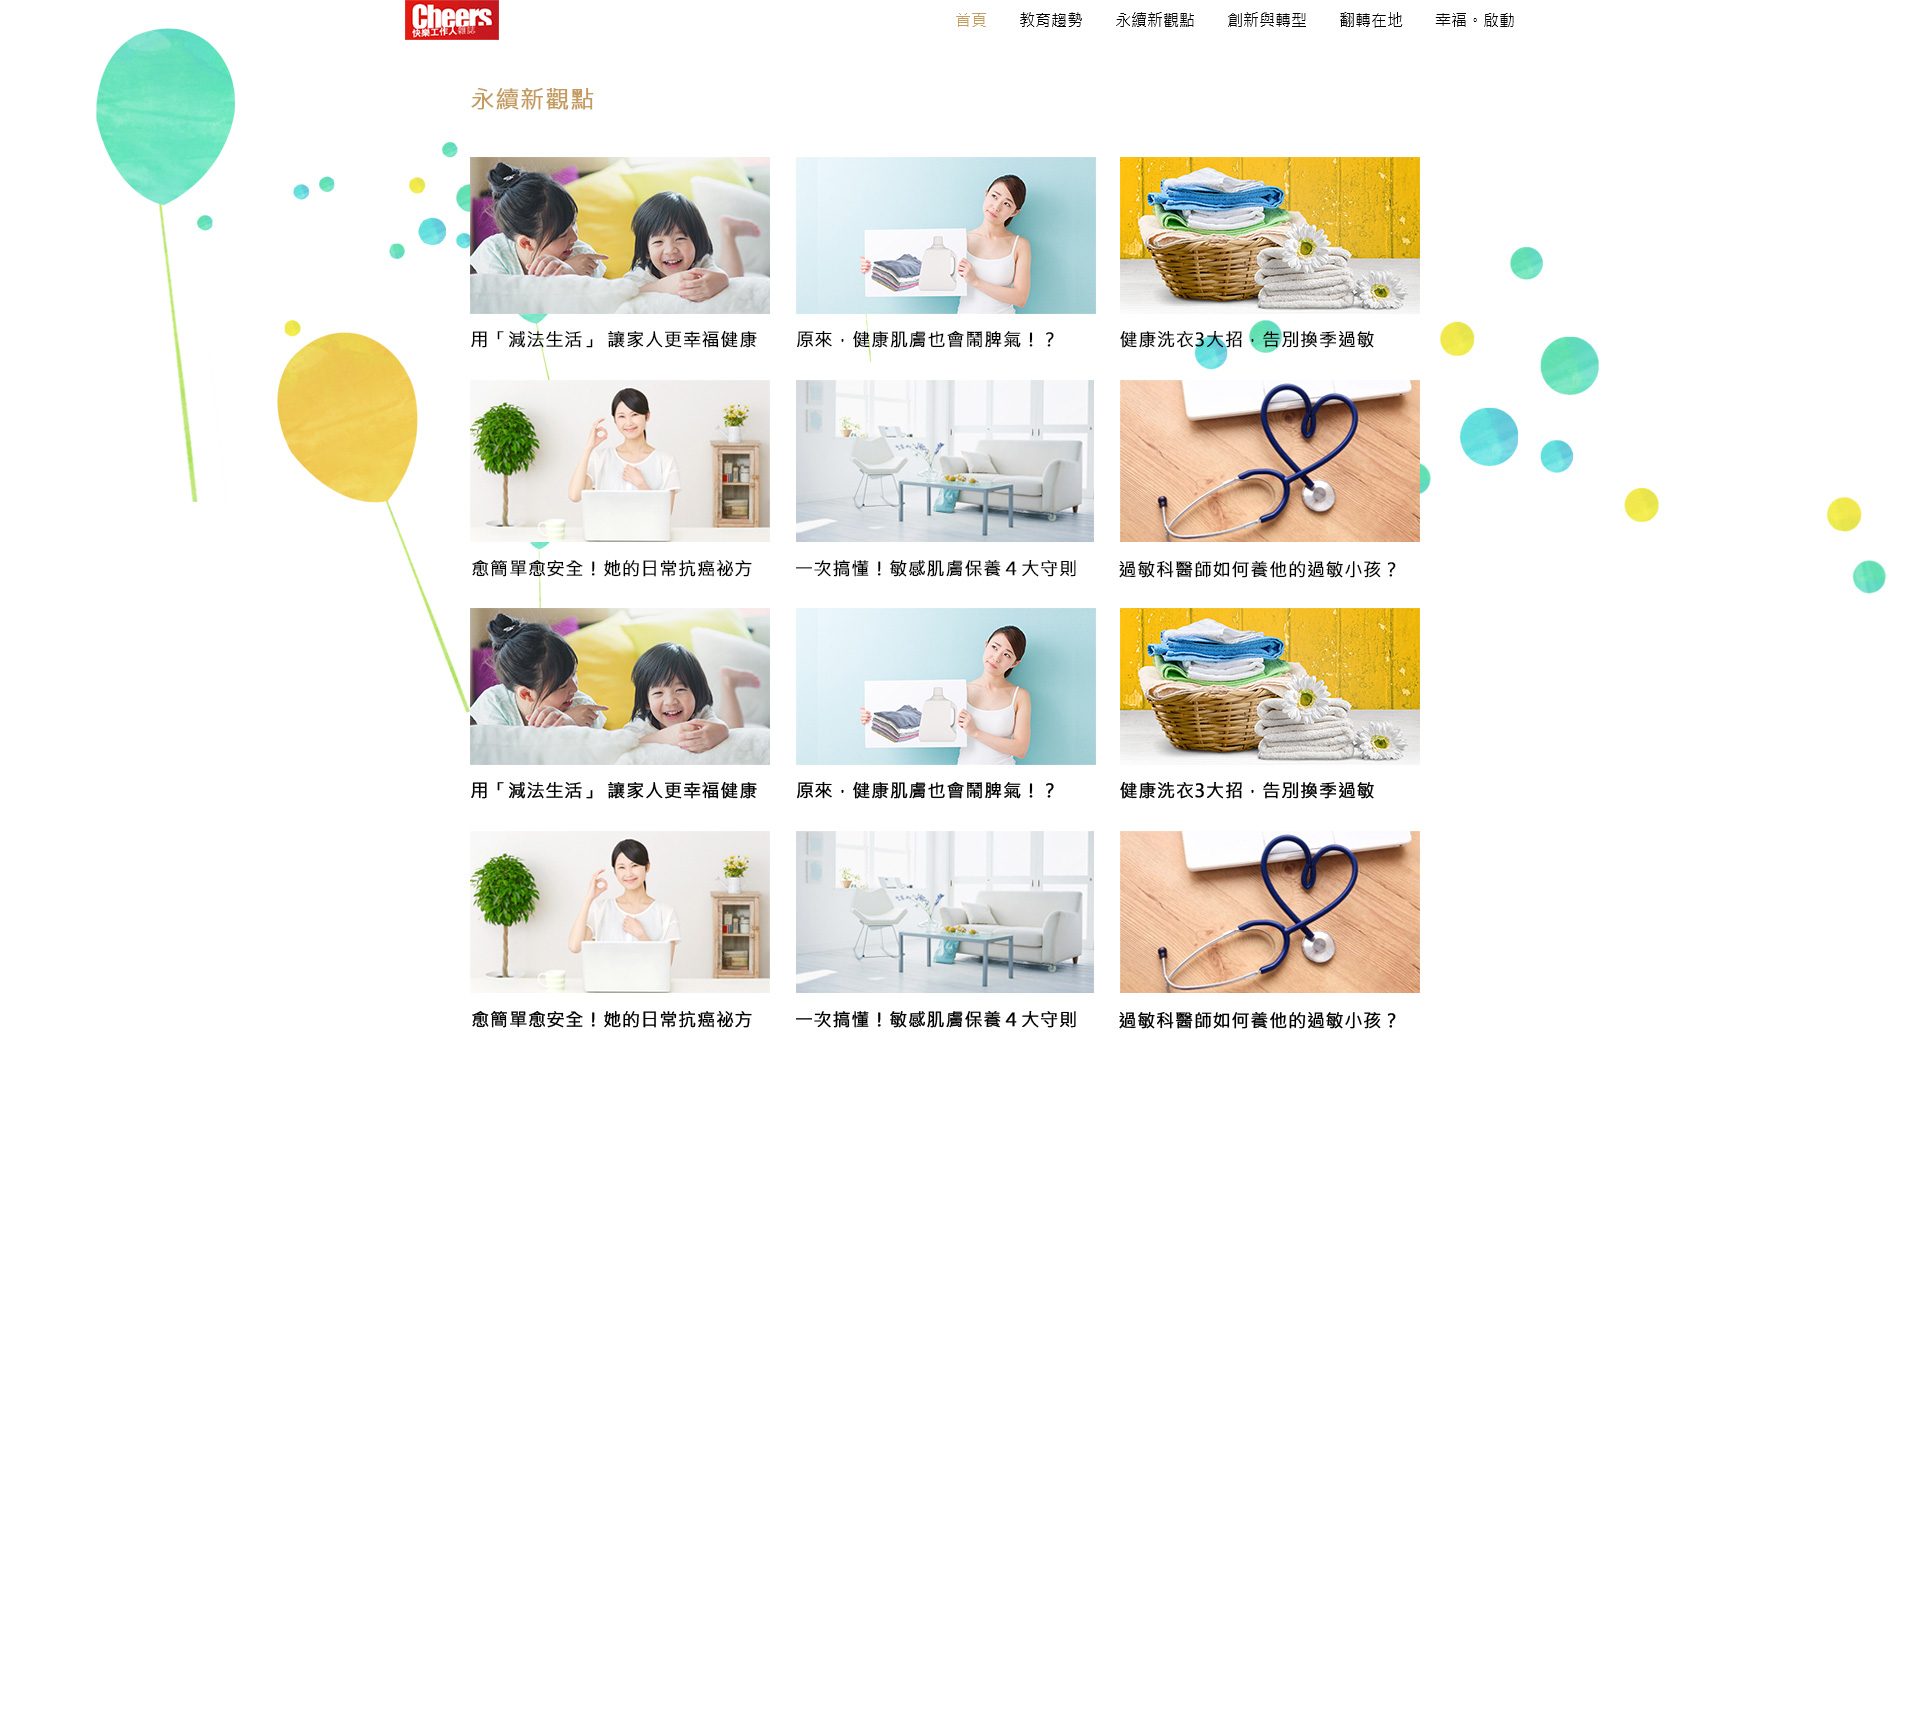 Cheers
快樂工作人雜誌
首頁 教育趨勢 永續新觀點 創新與轉型 翻轉在地 幸福。啟動
永續新觀點
用「減法生活」 讓家人更幸福健康
原來，健康肌膚也會鬧脾氣！？
健康洗衣3大招，告別換季過敏
愈簡單愈安全！她的日常抗癌祕方
一次搞懂！敏感肌膚保養４大守則
過敏科醫師如何養他的過敏小孩？
用「減法生活」 讓家人更幸福健康
原來，健康肌膚也會鬧脾氣！？
健康洗衣3大招，告別換季過敏
愈簡單愈安全！她的日常抗癌祕方
一次搞懂！敏感肌膚保養４大守則
過敏科醫師如何養他的過敏小孩？